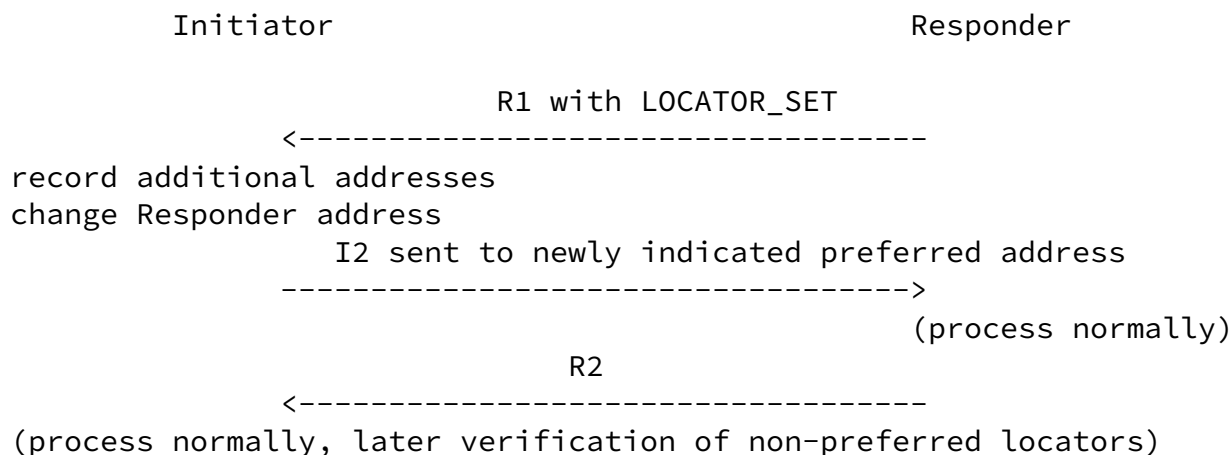 Initiator                                Responder
R1 with LOCATOR_SET
<-----------------------------------
record additional addresses
change Responder address
I2 sent to newly indicated preferred address
----------------------------------->
(process normally)
R2
<-----------------------------------
(process normally, later verification of non-preferred locators)